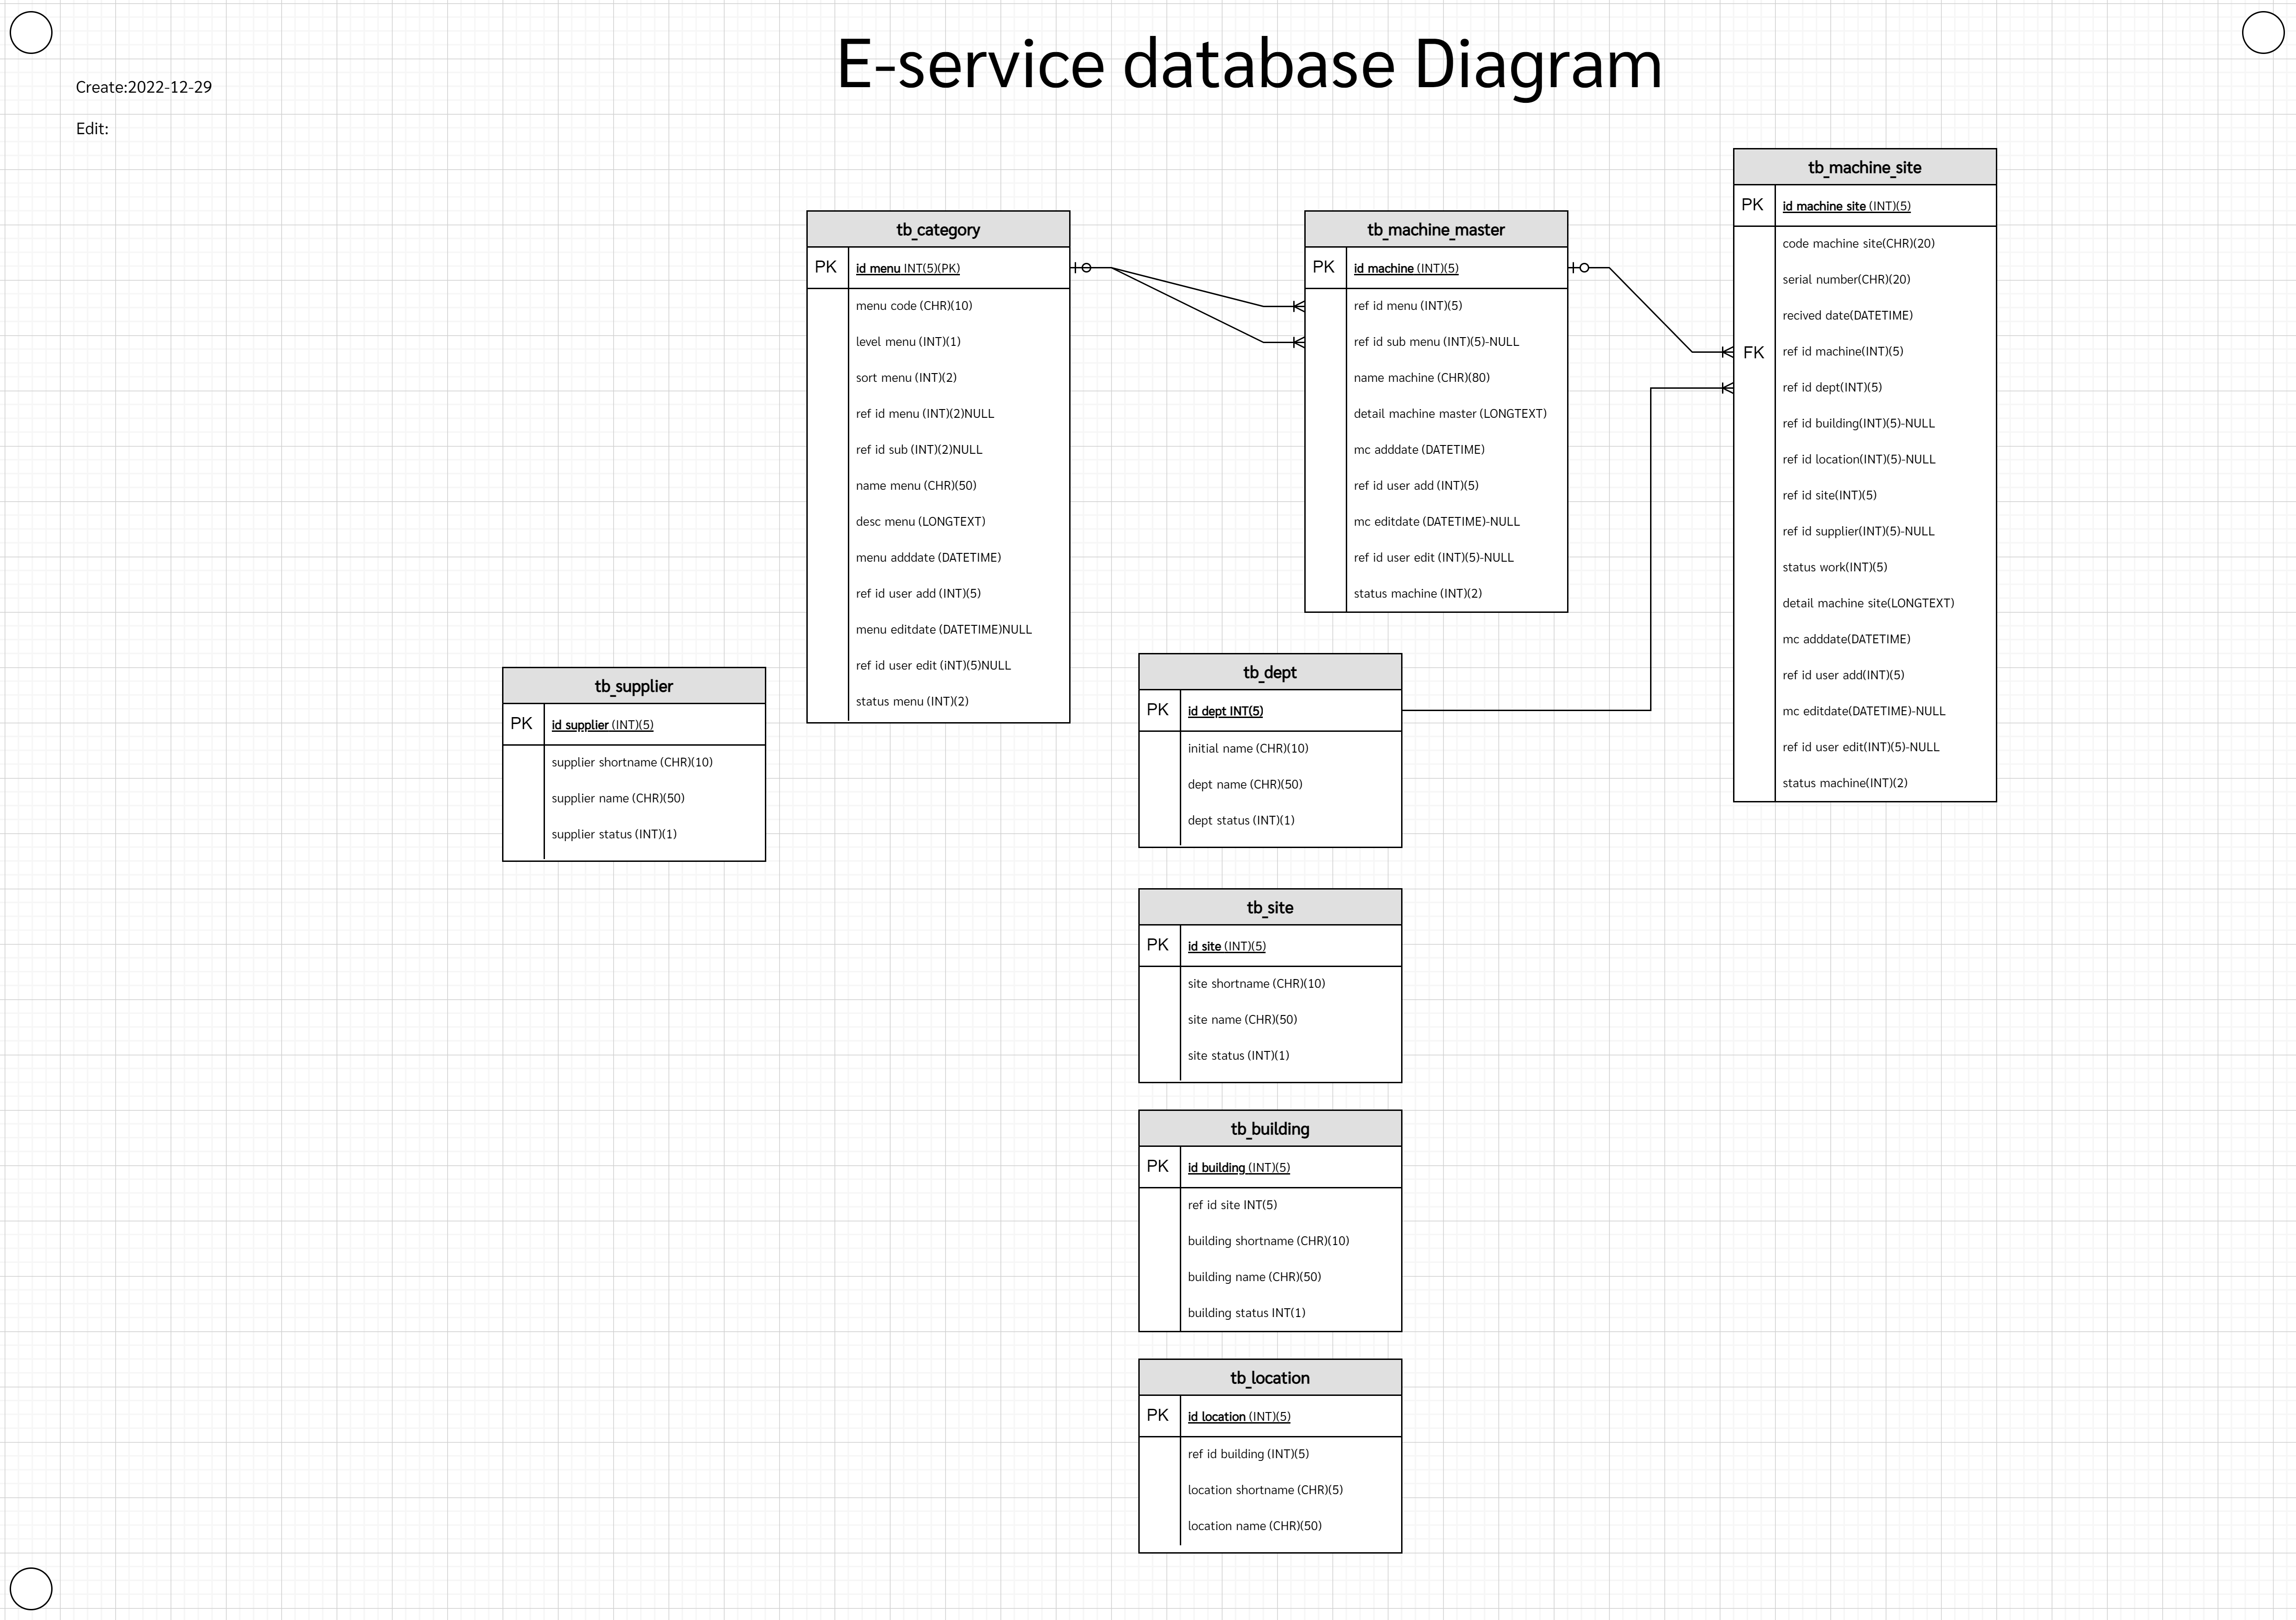 E-service database Diagram
Create:2022-12-29
Edit:
tb_category
PK id menu INT(5)(PK)
menu code (CHR)(10)
level menu (INT)(1)
sort menu (INT)(2)
ref id menu (INT)(2)NULL
ref id sub (INT)(2)NULL
name menu (CHR)(50)
desc menu (LONGTEXT)
menu adddate (DATETIME)
ref id user add (INT)(5)
menu editdate (DATETIME)NULL
ref id user edit (iNT)(5)NULL
status menu (INT)(2)
tb_machine_master
PK id machine (INT)(5)
ref id menu (INT)(5)
ref id sub menu (INT)(5)-NULL
name machine (CHR)(80)
detail machine master (LONGTEXT)
mc adddate (DATETIME)
ref id user add (INT)(5)
mc editdate (DATETIME)-NULL
ref id user edit (INT)(5)-NULL
status machine (INT)(2)
tb_machine_site
PK id machine site (INT)(5)
code machine site(CHR)(20)
serial number(CHR)(20)
recived date(DATETIME)
FK ref id machine(INT)(5)
ref id dept(INT)(5)
ref id building(INT)(5)-NULL
ref id location(INT)(5)-NULL
ref id site(INT)(5)
ref id supplier(INT)(5)-NULL
status work(INT)(5)
detail machine site(LONGTEXT)
mc adddate(DATETIME)
ref id user add(INT)(5)
mc editdate(DATETIME)-NULL
ref id user edit(INT)(5)-NULL
status machine(INT)(2)
tb_supplier
PK id supplier (INT)(5)
supplier shortname (CHR)(10)
supplier name (CHR)(50)
supplier status (INT)(1)
tb_dept
PK id dept INT(5)
initial name (CHR)(10)
dept name (CHR)(50)
dept status (INT)(1)
tb_site
PK id site (INT)(5)
site shortname (CHR)(10)
site name (CHR)(50)
site status (INT)(1)
tb_building
PK id building (INT)(5)
ref id site INT(5)
building shortname (CHR)(10)
building name (CHR)(50)
building status INT(1)
tb_location
PK id location (INT)(5)
ref id building (INT)(5)
location shortname (CHR)(5)
location name (CHR)(50)